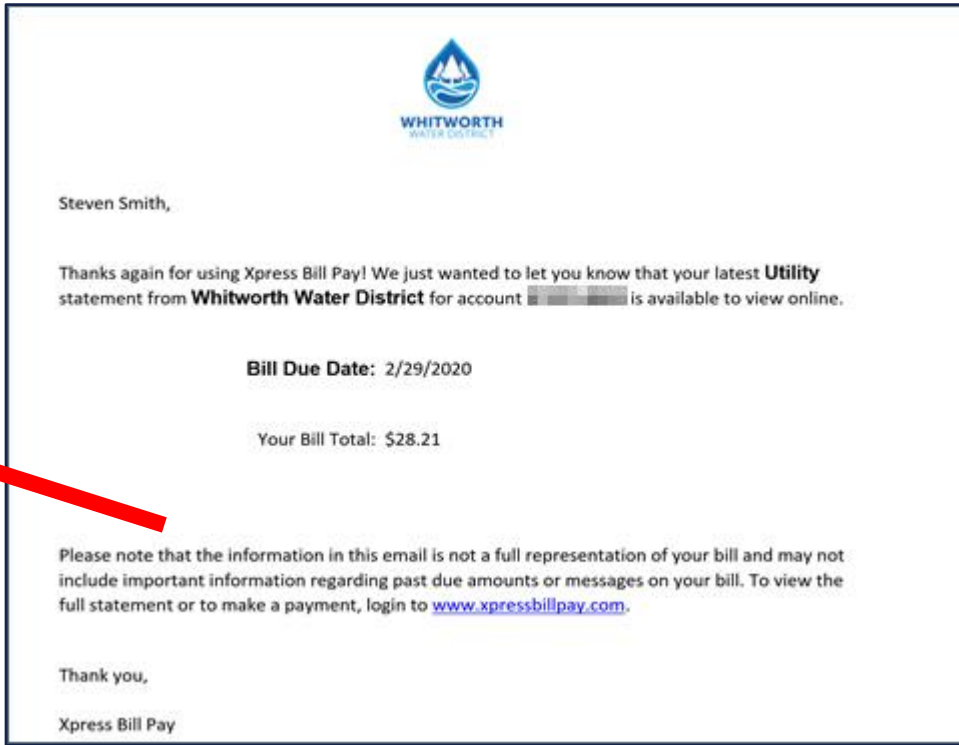 WHITWORTH
WATER DISTRICT
Steven Smith,
Thanks again for using Xpress Bill Pay! We just wanted to let you know that your latest Utility
statement from Whitworth Water District for account is available to view online.
Bill Due Date: 2/29/2020
Your Bill Total: $28.21
Please note that the information in this email is not a full representation of your bill and may not
include important information regarding past due amounts or messages on your bill. To view the
full statement or to make a payment, login to www.xpressbillpay.com.
Thank you,
Xpress Bill Pay